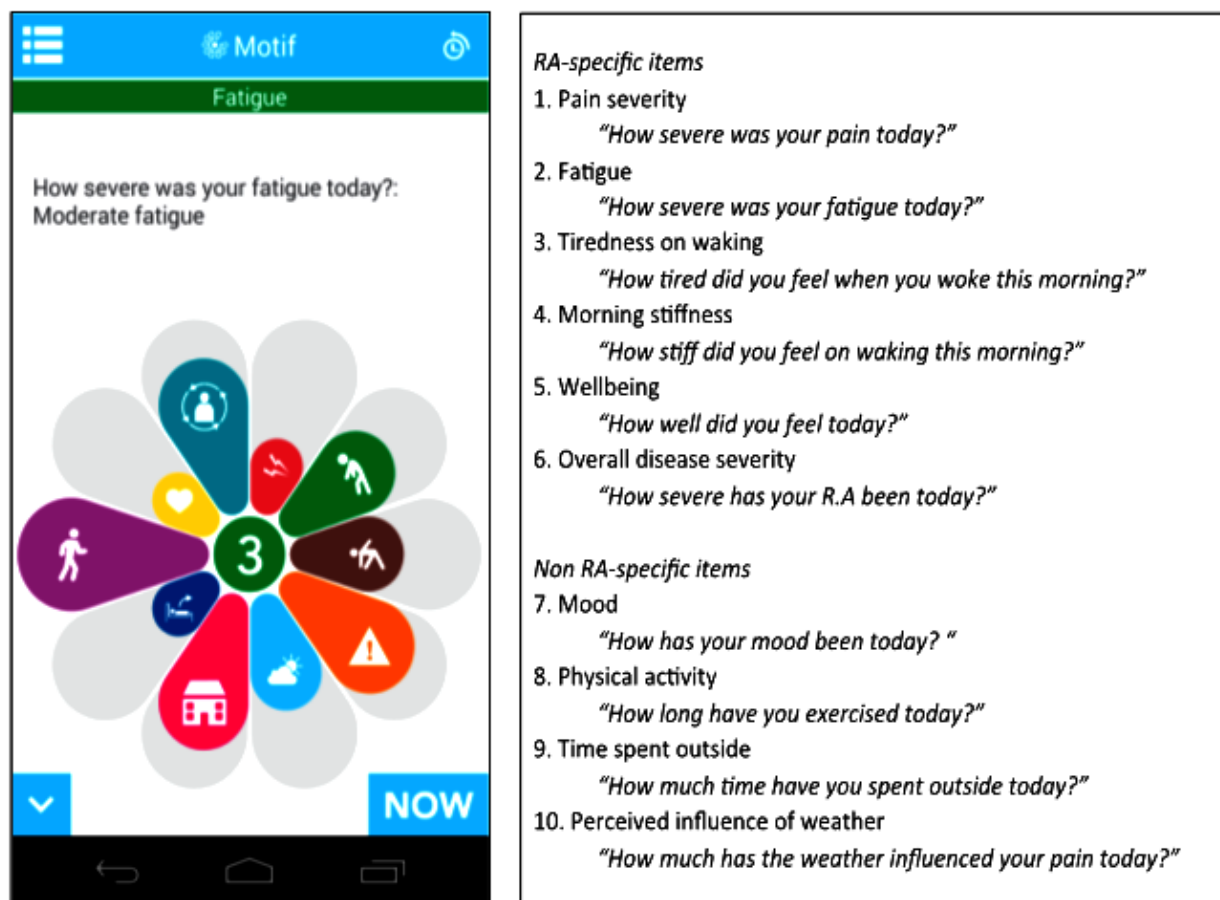 Motif
Fatigue
How severe was your fatigue today?:
Moderate fatigue
3
NOW
RA-specific items
1. Pain severity
“How severe was your pain today?”
2. Fatigue
“How severe was your fatigue today?”
3. Tiredness on waking
“How tired did you feel when you woke this morning?”
4. Morning stiffness
“How stiff did you feel on waking this morning?”
5. Wellbeing
“How well did you feel today?”
6. Overall disease severity
“How severe has your R.A been today?”
Non RA-specific items
7. Mood
“How has your mood been today? “
8. Physical activity
“How long have you exercised today?”
9. Time spent outside
“How much time have you spent outside today?”
10. Perceived influence of weather
“How much has the weather influenced your pain today?”